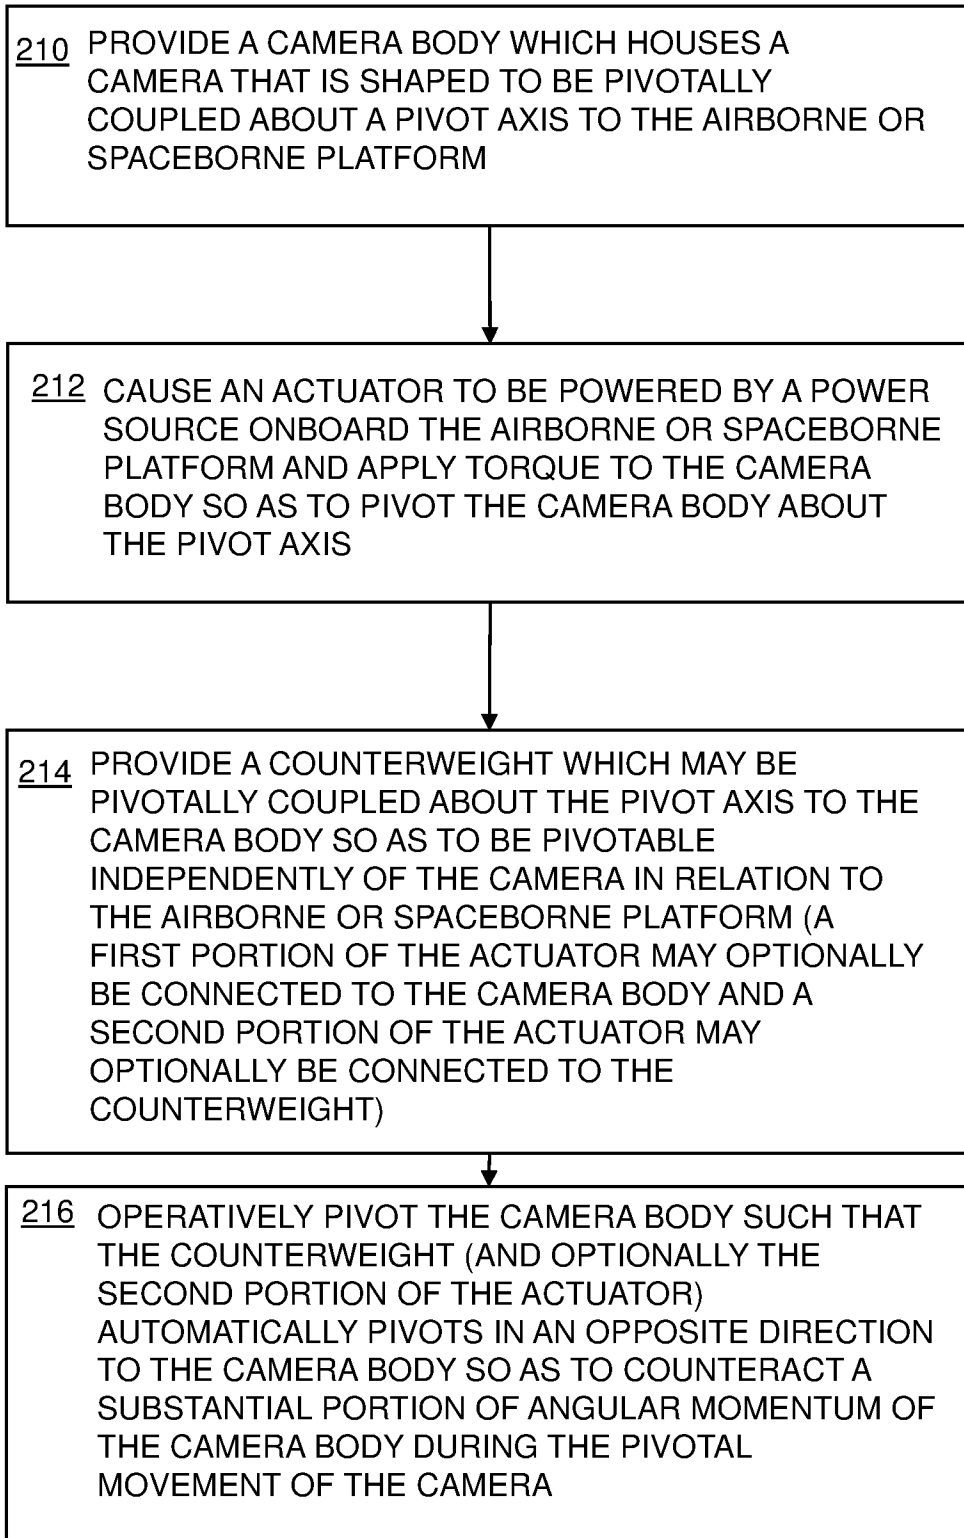 210 PROVIDE A CAMERA BODY WHICH HOUSES A
CAMERA THAT IS SHAPED TO BE PIVOTALLY
COUPLED ABOUT A PIVOT AXIS TO THE AIRBORNE OR
SPACEBORNE PLATFORM
212 CAUSE AN ACTUATOR TO BE POWERED BY A POWER
SOURCE ONBOARD THE AIRBORNE OR SPACEBORNE
PLATFORM AND APPLY TORQUE TO THE CAMERA
BODY SO AS TO PIVOT THE CAMERA BODY ABOUT
THE PIVOT AXIS
214 PROVIDE A COUNTERWEIGHT WHICH MAY BE
PIVOTALLY COUPLED ABOUT THE PIVOT AXIS TO THE
CAMERA BODY SO AS TO BE PIVOTABLE
INDEPENDENTLY OF THE CAMERA IN RELATION TO
THE AIRBORNE OR SPACEBORNE PLATFORM (A
FIRST PORTION OF THE ACTUATOR MAY OPTIONALLY
BE CONNECTED TO THE CAMERA BODY AND A
SECOND PORTION OF THE ACTUATOR MAY
OPTIONALLY BE CONNECTED TO THE
COUNTERWEIGHT)
216 OPERATIVELY PIVOT THE CAMERA BODY SUCH THAT
THE COUNTERWEIGHT (AND OPTIONALLY THE
SECOND PORTION OF THE ACTUATOR)
AUTOMATICALLY PIVOTS IN AN OPPOSITE DIRECTION
TO THE CAMERA BODY SO AS TO COUNTERACT A
SUBSTANTIAL PORTION OF ANGULAR MOMENTUM OF
THE CAMERA BODY DURING THE PIVOTAL
MOVEMENT OF THE CAMERA